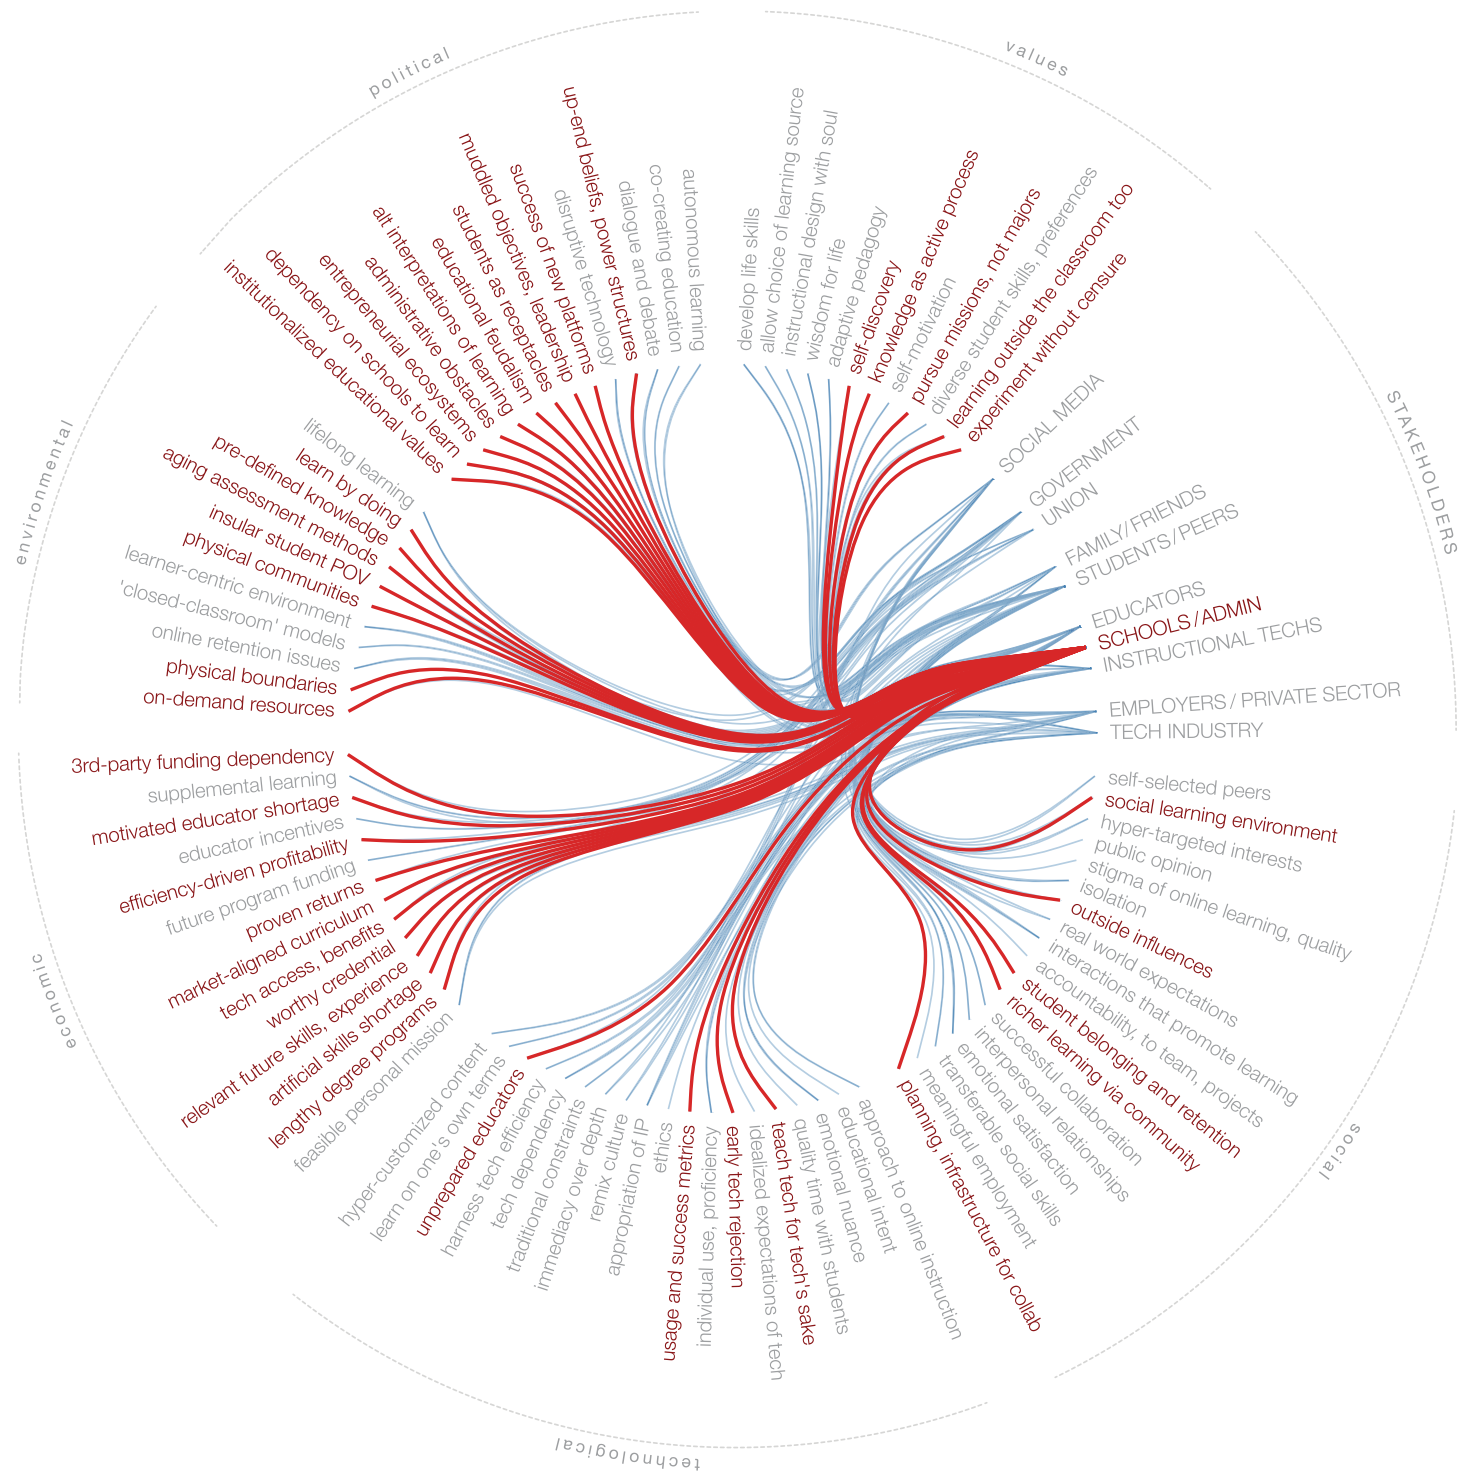 political
values
STAKEHOLDERS
social
technological
economic
environmental
institutionalized educational values
dependency on schools to learn
entrepreneurial ecosystems
administrative obstacles
alt interpretations of learning
educational feudalism
students as receptacles
muddled objectives, leadership
success of new platforms
disruptive technology
up-end beliefs, power structures
dialogue and debate
co-creating education
autonomous learning
develop life skills
allow choice of learning source
instructional design with soul
wisdom for life
adaptive pedagogy
self-discovery
knowledge as active process
self-motivation
pursue missions, not majors
diverse student skills, preferences
learning outside the classroom too
experiment without censure
SOCIAL MEDIA
GOVERNMENT
UNION
FAMILY/FRIENDS
STUDENTS/PEERS
EDUCATORS
SCHOOLS/ADMIN
INSTRUCTIONAL TECHS
EMPLOYERS / PRIVATE SECTOR
TECH INDUSTRY
self-selected peers
social learning environment
hyper-targeted interests
public opinion
stigma of online learning, quality
isolation
outside influences
real world expectations
interactions that promote learning
accountability, to team, projects
student belonging and retention
richer learning via community
successful collaboration
interpersonal relationships
emotional satisfaction
transferable social skills
meaningful employment
planning, infrastructure for collab
approach to online instruction
educational intent
emotional nuance
quality time with students
teach tech for tech's sake
idealized expectations of tech
early tech rejection
individual use, proficiency
usage and success metrics
ethics
appropriation of IP
remix culture
immediacy over depth
traditional constraints
tech dependency
harness tech efficiency
unprepared educators
learn on one's own terms
hyper-customized content
feasible personal mission
lengthy degree programs
artificial skills shortage
relevant future skills, experience
worthy credential
tech access, benefits
market-aligned curriculum
proven returns
future program funding
efficiency-driven profitability
educator incentives
motivated educator shortage
supplemental learning
3rd-party funding dependency
on-demand resources
physical boundaries
online retention issues
'closed-classroom' models
learner-centric environment
physical communities
insular student POV
aging assessment methods
pre-defined knowledge
learn by doing
lifelong learning